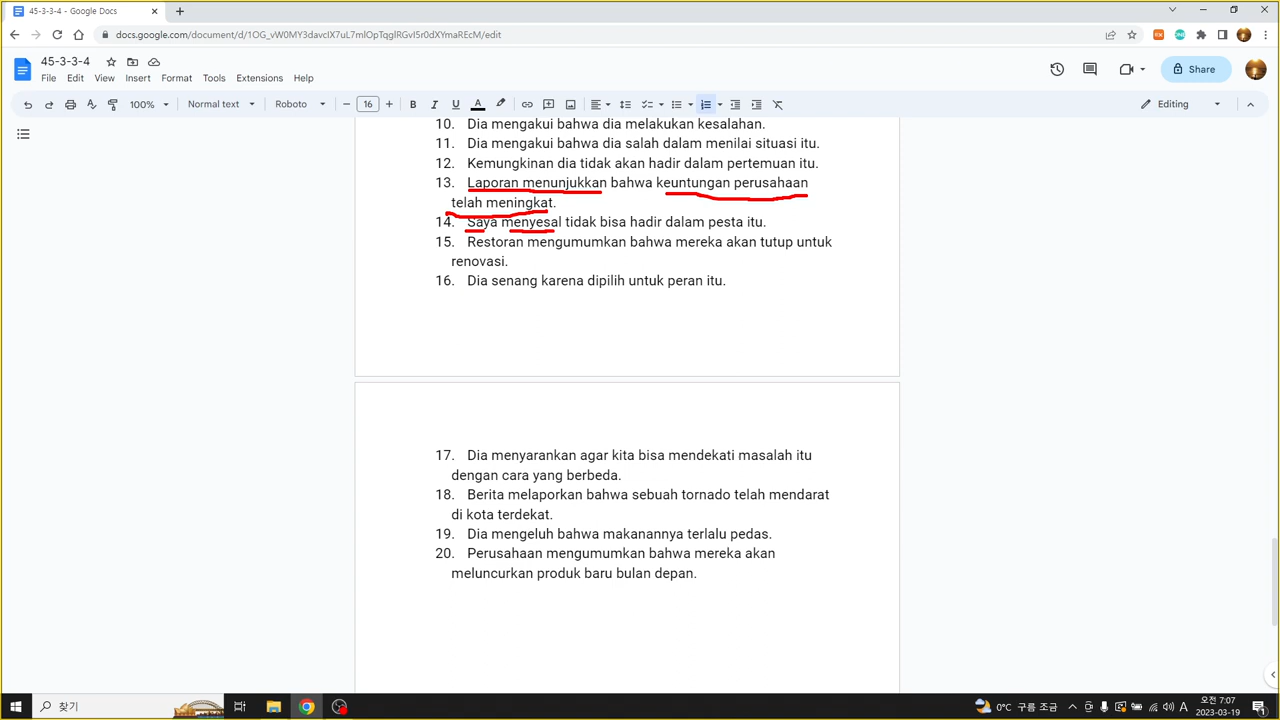 45-3-3-4 - Google Docs
docs.google.com/document/d/1OG_vW0MY3davcIX7uL7mlOpTqglRGvI5r0dXYmaREcM/edit
45-3-3-4
File Edit View Insert Format Tools Extensions Help
Share
100% Normal text Roboto 16 Editing
10. Dia mengakui bahwa dia melakukan kesalahan.
11. Dia mengakui bahwa dia salah dalam menilai situasi itu.
12. Kemungkinan dia tidak akan hadir dalam pertemuan itu.
13. Laporan menunjukkan bahwa keuntungan perusahaan
telah meningkat.
14. Saya menyesal tidak bisa hadir dalam pesta itu.
15. Restoran mengumumkan bahwa mereka akan tutup untuk
renovasi.
16. Dia senang karena dipilih untuk peran itu.
17. Dia menyarankan agar kita bisa mendekati masalah itu
dengan cara yang berbeda.
18. Berita melaporkan bahwa sebuah tornado telah mendarat
di kota terdekat.
19. Dia mengeluh bahwa makanannya terlalu pedas.
20. Perusahaan mengumumkan bahwa mereka akan
meluncurkan produk baru bulan depan.
찾기
0°C 구름 조금
A
오전 7:07
2023-03-19